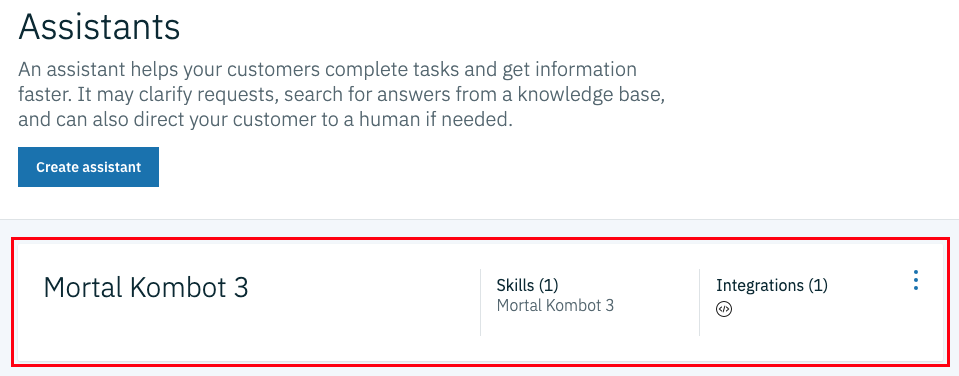 Assistants
An assistant helps your customers complete tasks and get information
faster. It may clarify requests, search for answers from a knowledge base,
and can also direct your customer to a human if needed.
Create assistant
Mortal Kombot 3
Skills (1)
Mortal Kombot 3
Integrations (1)